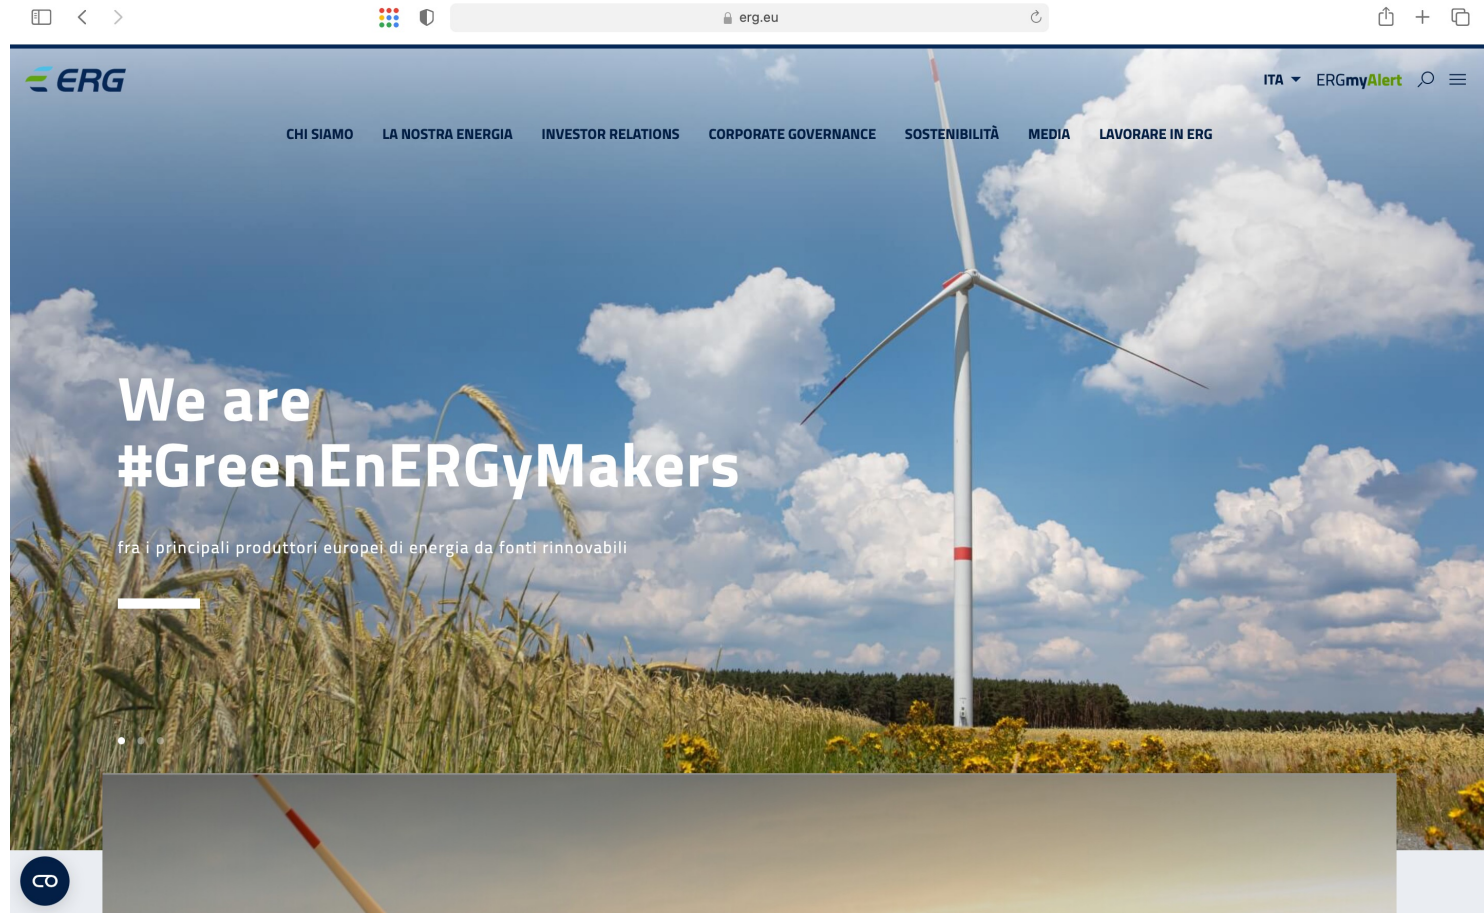 erg.eu
ERG
ITA
ERGmyAlert
CHI SIAMO LA NOSTRA ENERGIA INVESTOR RELATIONS CORPORATE GOVERNANCE SOSTENIBILITÀ MEDIA LAVORARE IN ERG
We are
#GreenEnERGyMakers
fra i principali produttori europei di energia da fonti rinnovabili